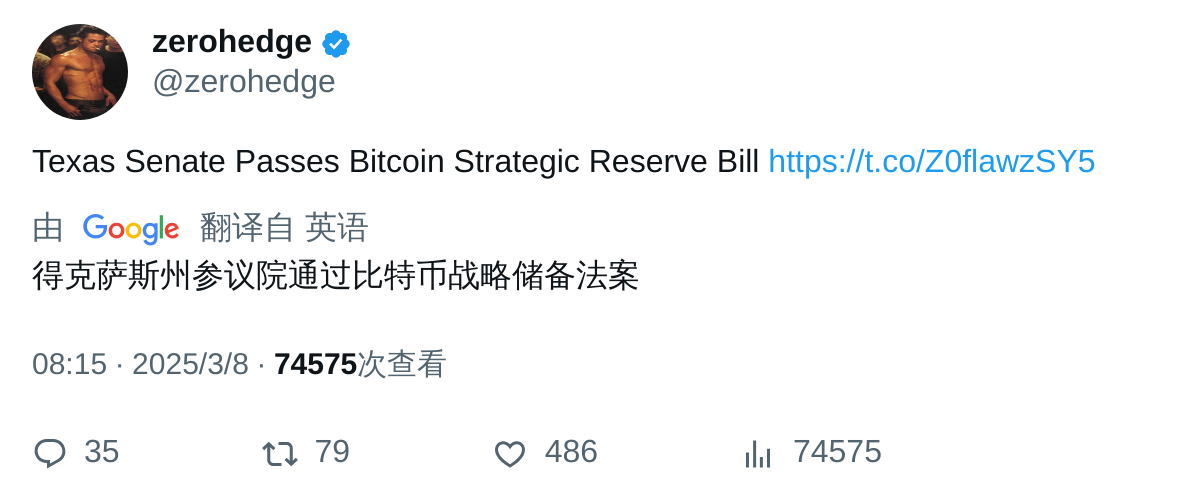 zerohedge
@zerohedge
Texas Senate Passes Bitcoin Strategic Reserve Bill https://t.co/Z0flawzSY5
由 Google 翻译自 英语
得克萨斯州参议院通过比特币战略储备法案
08:15 · 2025/3/8 · 74575次查看
35 79 486 74575